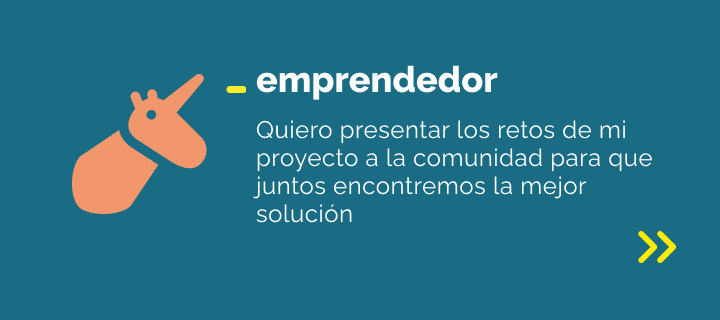 emprendedor
Quiero presentar los retos de mi
proyecto a la comunidad para que
juntos encontremos la mejor
solución